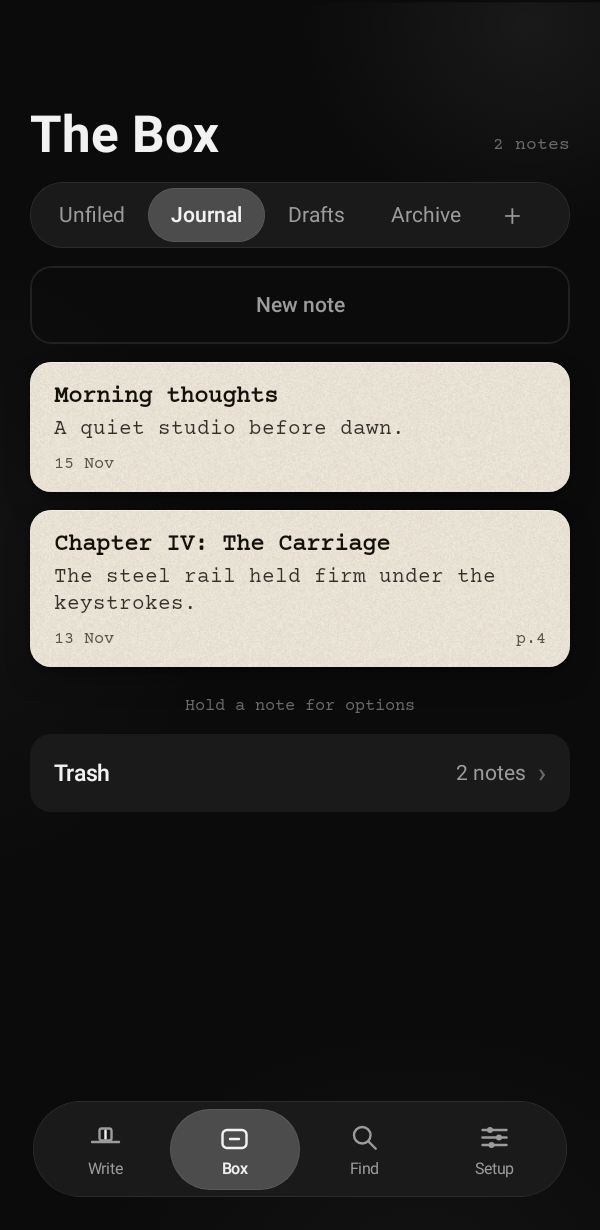 The Box
2 notes
Unfiled Journal Drafts Archive +
New note
Morning thoughts
A quiet studio before dawn.
15 Nov
Chapter IV: The Carriage
The steel rail held firm under the
keystrokes.
13 Nov p.4
Hold a note for options
Trash 2 notes ›
Write Box Find Setup